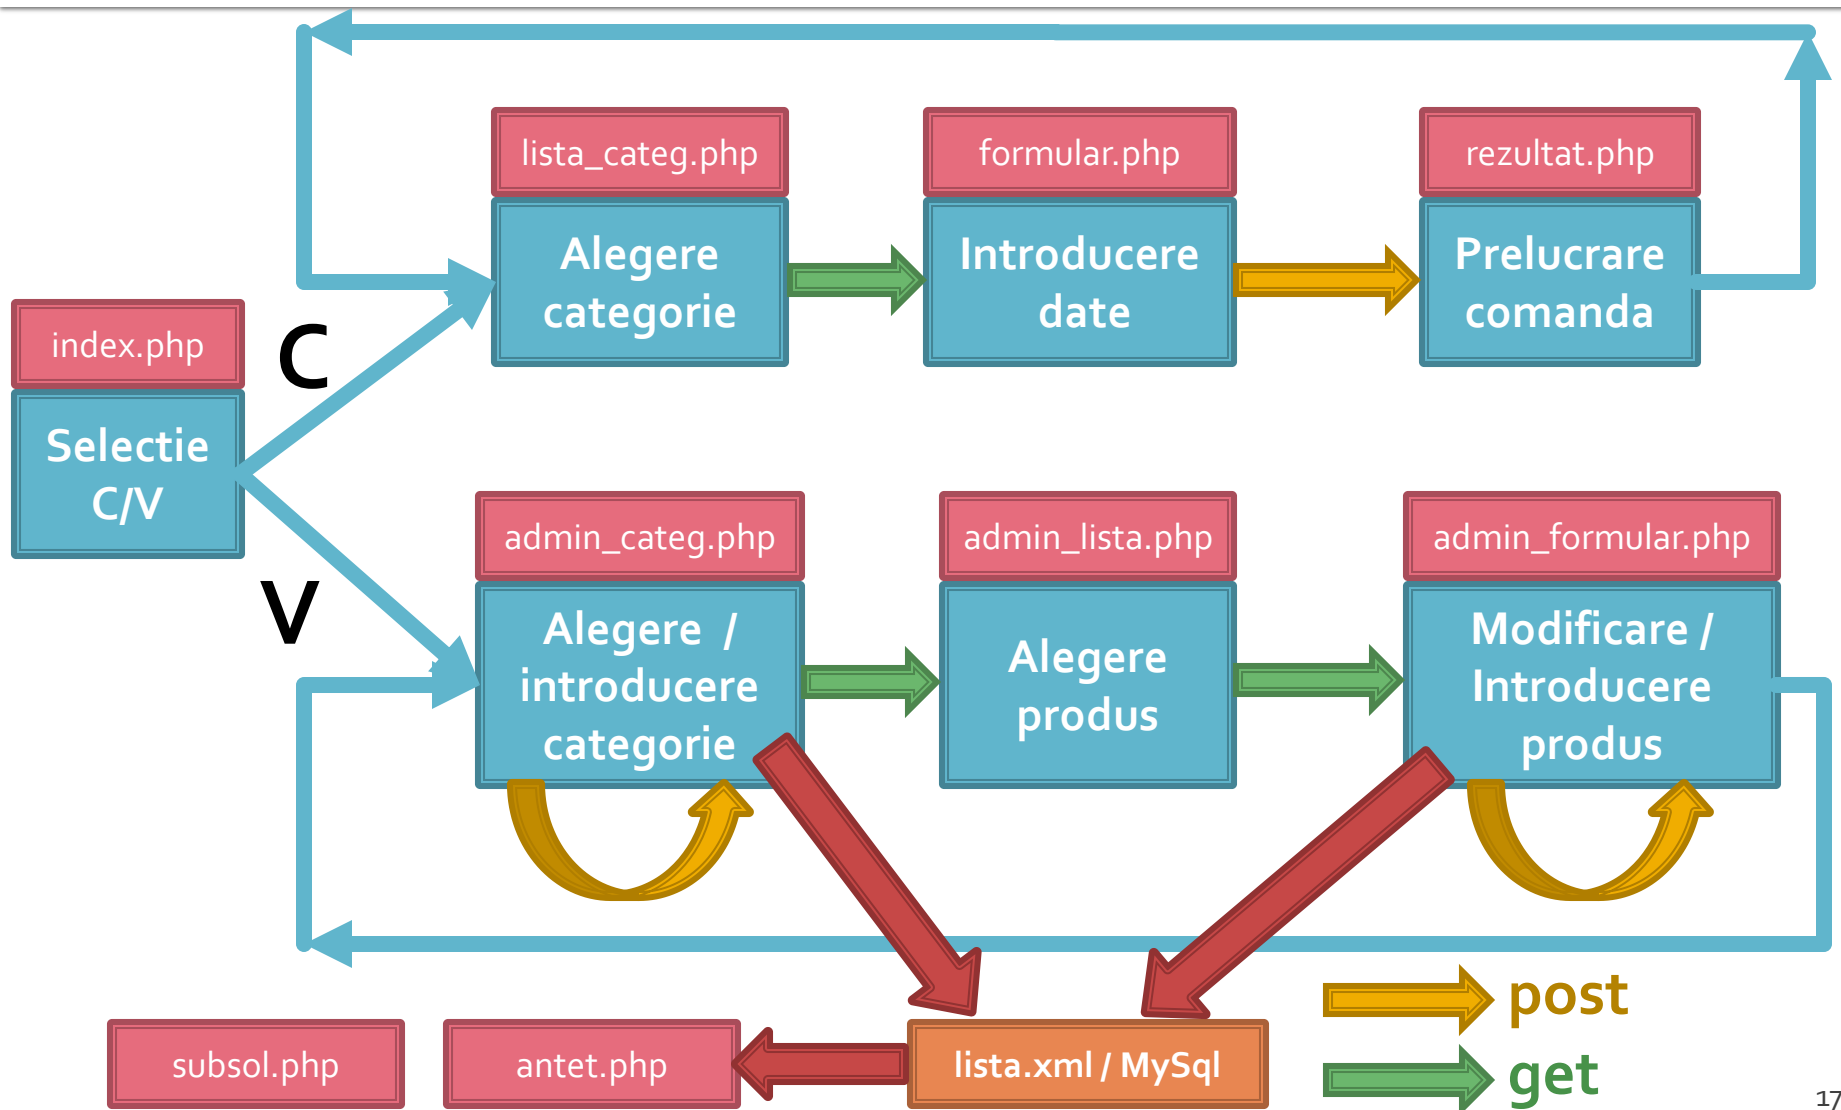 lista_categ.php
formular.php
rezultat.php
Alegere
categorie
Introducere
date
Prelucrare
comanda
index.php
C
Selectie
C/V
V
admin_categ.php
admin_lista.php
admin_formular.php
Alegere /
introducere
categorie
Alegere
produs
Modificare /
Introducere
produs
post
subsol.php
antet.php
lista.xml / MySql
get
17